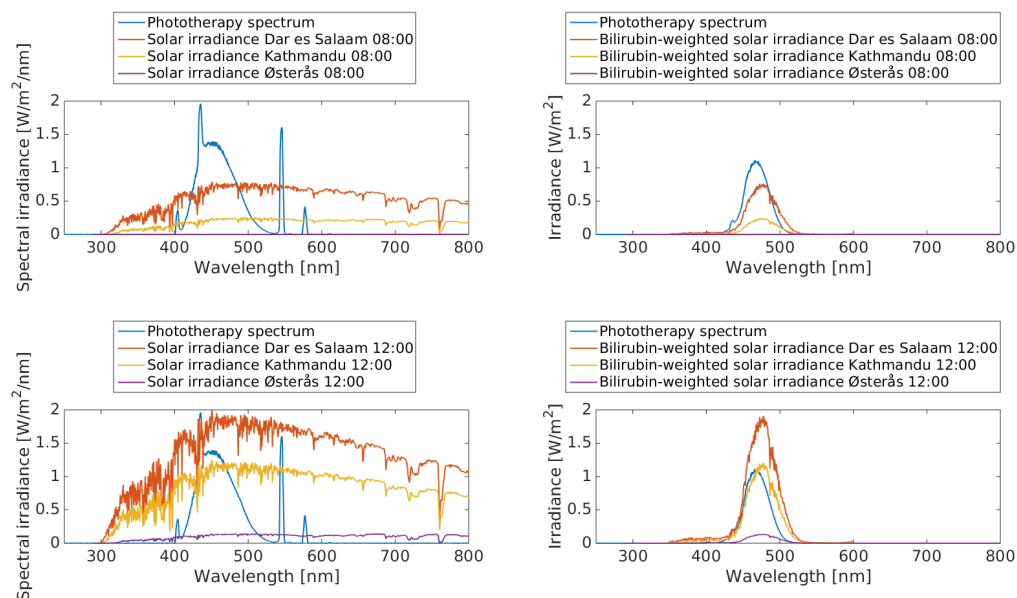 Phototherapy spectrum
Solar irradiance Dar es Salaam 08:00
Solar irradiance Kathmandu 08:00
Solar irradiance Østerås 08:00
Spectral irradiance [W/m²/nm]
2
1.5
1
0.5
0
300 400 500 600 700 800
Wavelength [nm]
Phototherapy spectrum
Bilirubin-weighted solar irradiance Dar es Salaam 08:00
Bilirubin-weighted solar irradiance Kathmandu 08:00
Bilirubin-weighted solar irradiance Østerås 08:00
Irradiance [W/m²]
2
1.5
1
0.5
0
300 400 500 600 700 800
Wavelength [nm]
Phototherapy spectrum
Solar irradiance Dar es Salaam 12:00
Solar irradiance Kathmandu 12:00
Solar irradiance Østerås 12:00
Spectral irradiance [W/m²/nm]
2
1.5
1
0.5
0
300 400 500 600 700 800
Wavelength [nm]
Phototherapy spectrum
Bilirubin-weighted solar irradiance Dar es Salaam 12:00
Bilirubin-weighted solar irradiance Kathmandu 12:00
Bilirubin-weighted solar irradiance Østerås 12:00
Irradiance [W/m²]
2
1.5
1
0.5
0
300 400 500 600 700 800
Wavelength [nm]